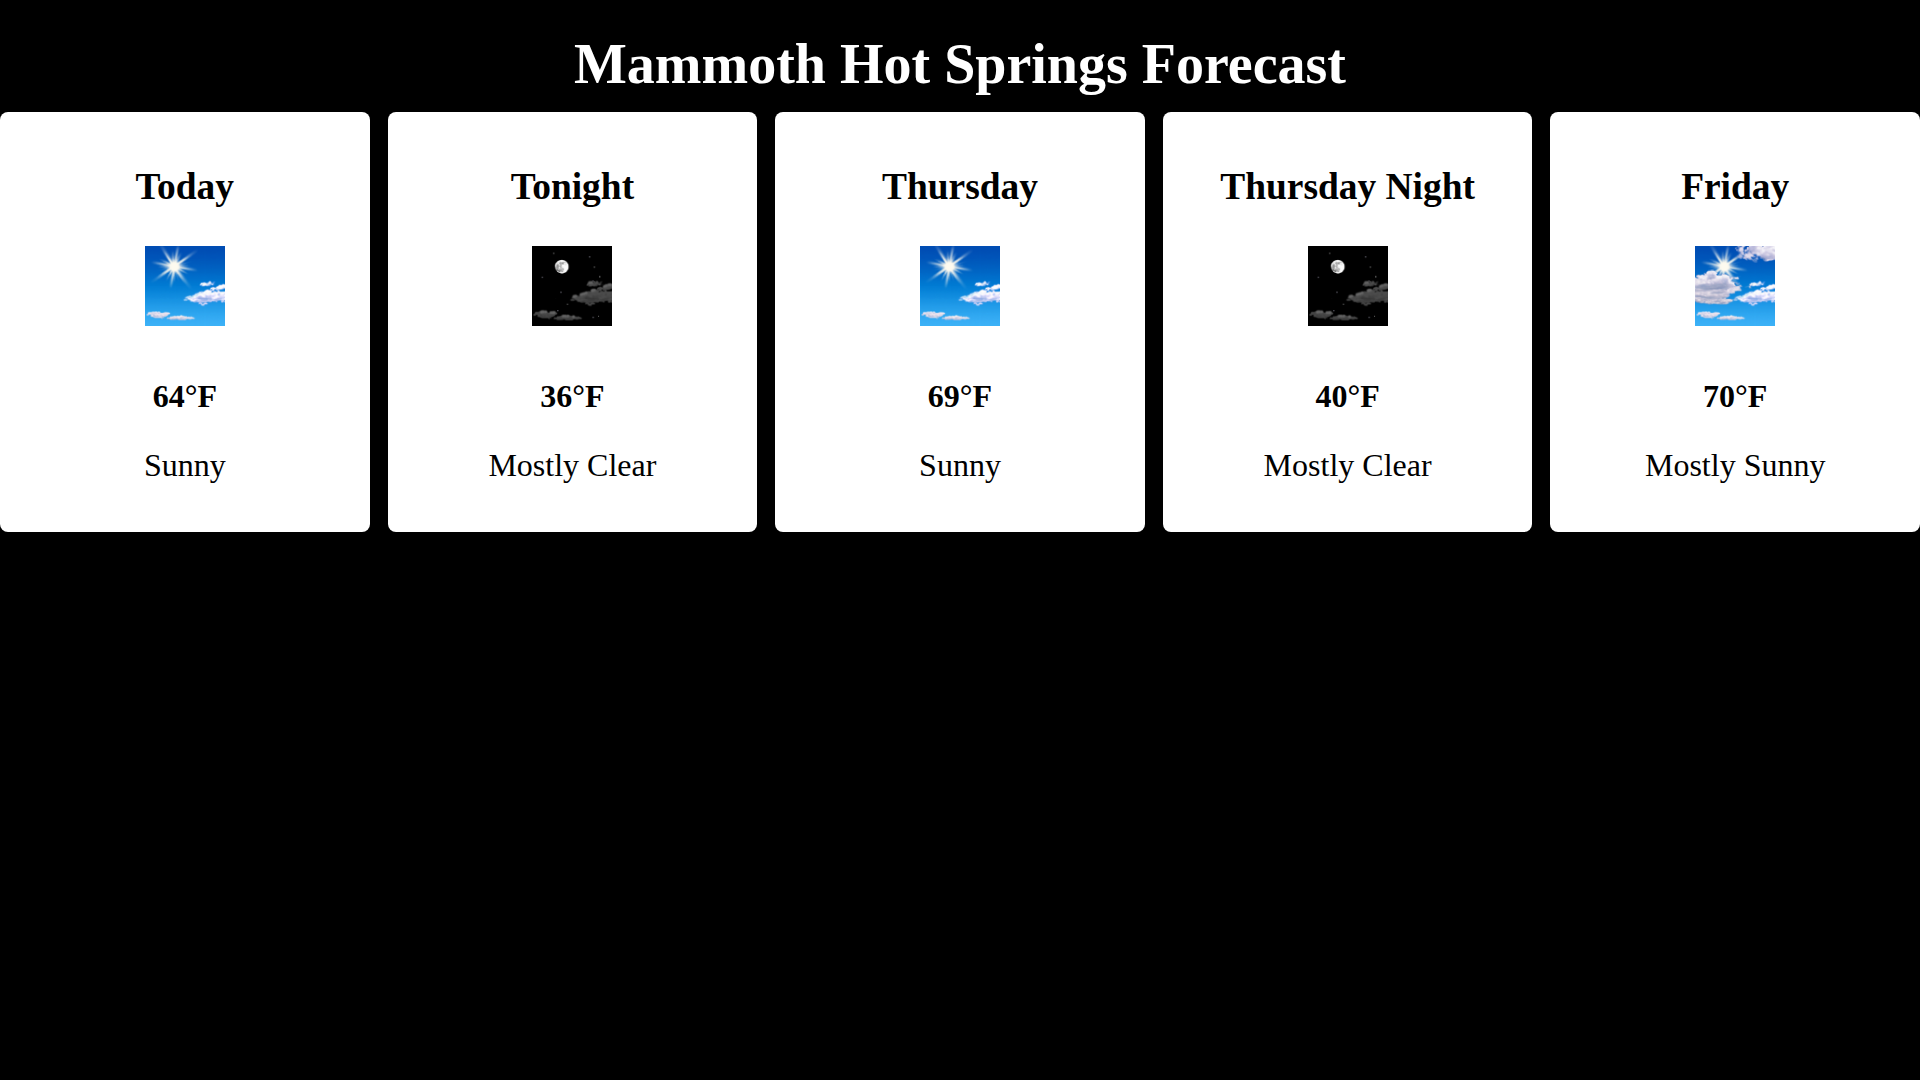 Mammoth Hot Springs Forecast
Today
64°F
Sunny
Tonight
36°F
Mostly Clear
Thursday
69°F
Sunny
Thursday Night
40°F
Mostly Clear
Friday
70°F
Mostly Sunny